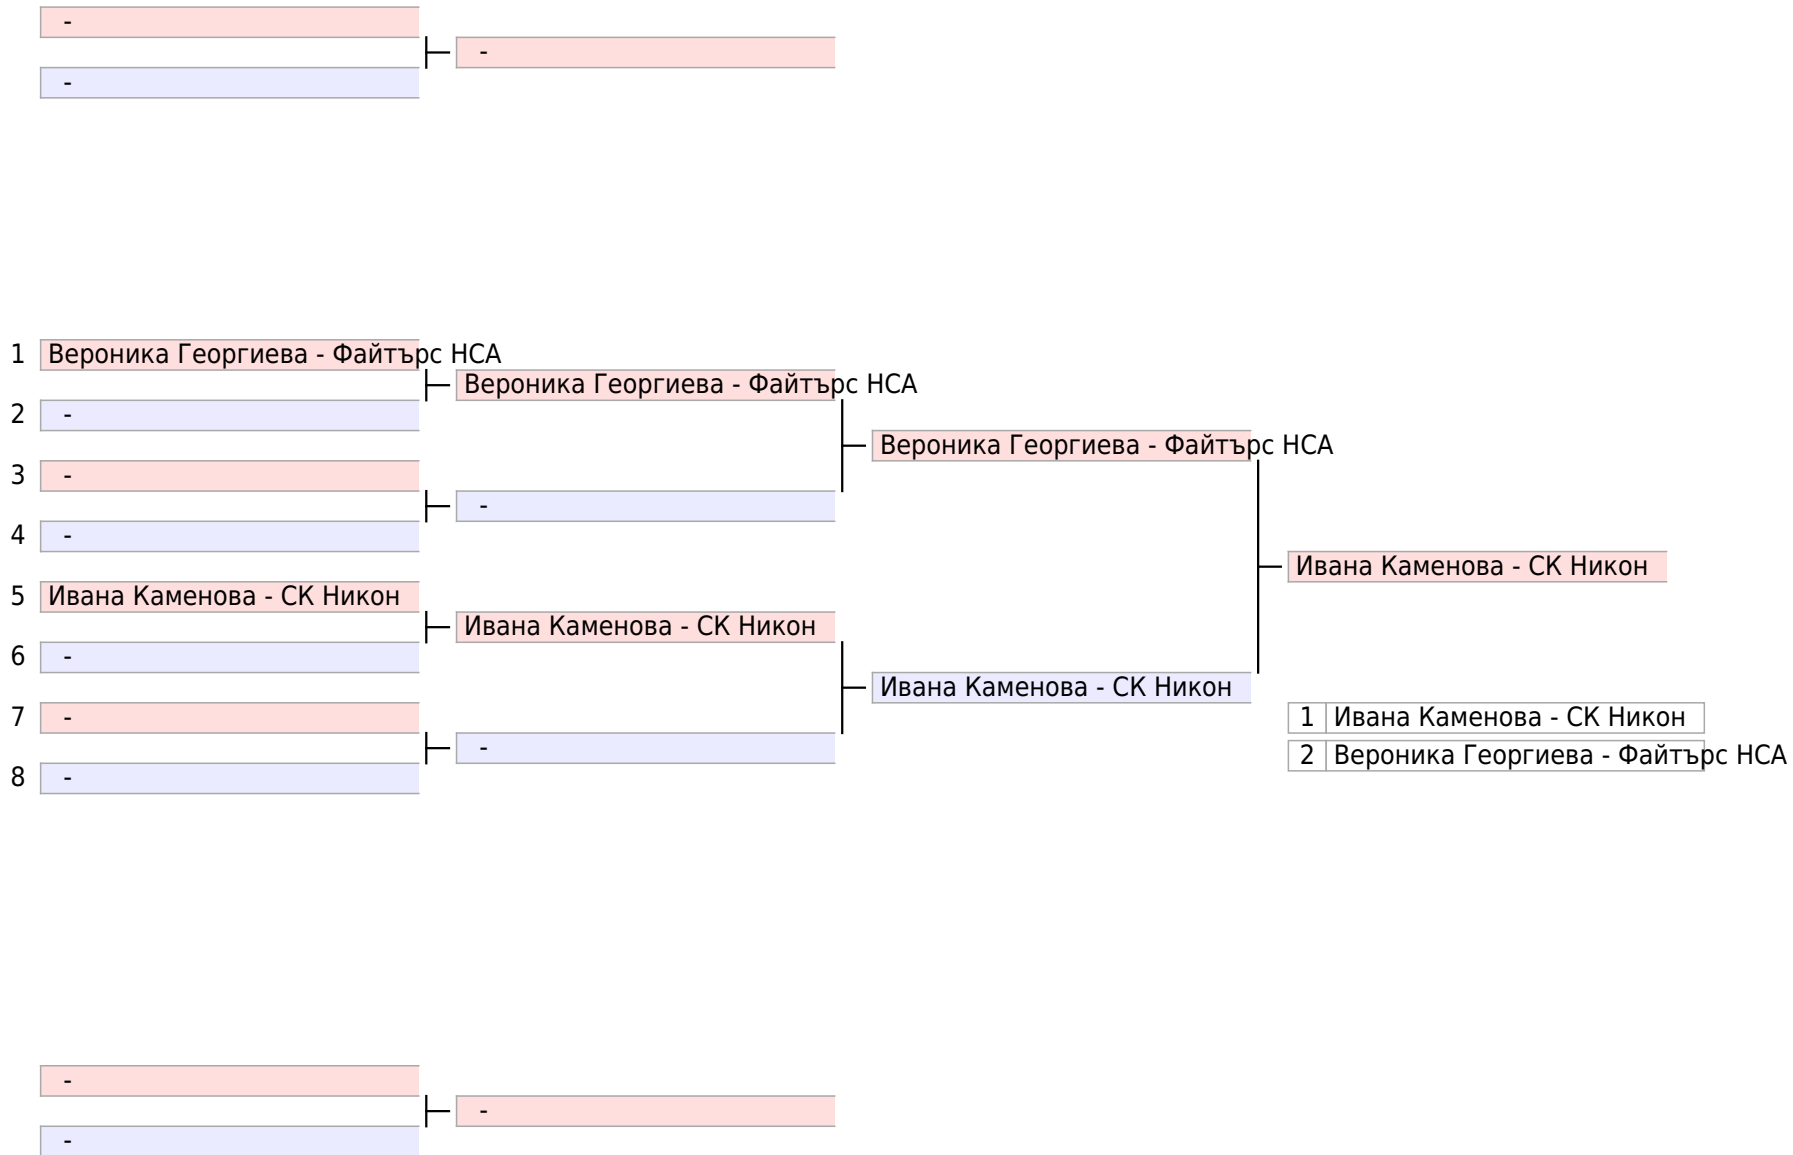 -
-
-
1 Вероника Георгиева - Файтърс НСА
Вероника Георгиева - Файтърс НСА
2 -
Вероника Георгиева - Файтърс НСА
3 -
-
4 -
Ивана Каменова - СК Никон
5 Ивана Каменова - СК Никон
Ивана Каменова - СК Никон
6 -
Ивана Каменова - СК Никон
7 -
1 Ивана Каменова - СК Никон
-
2 Вероника Георгиева - Файтърс НСА
8 -
-
-
-